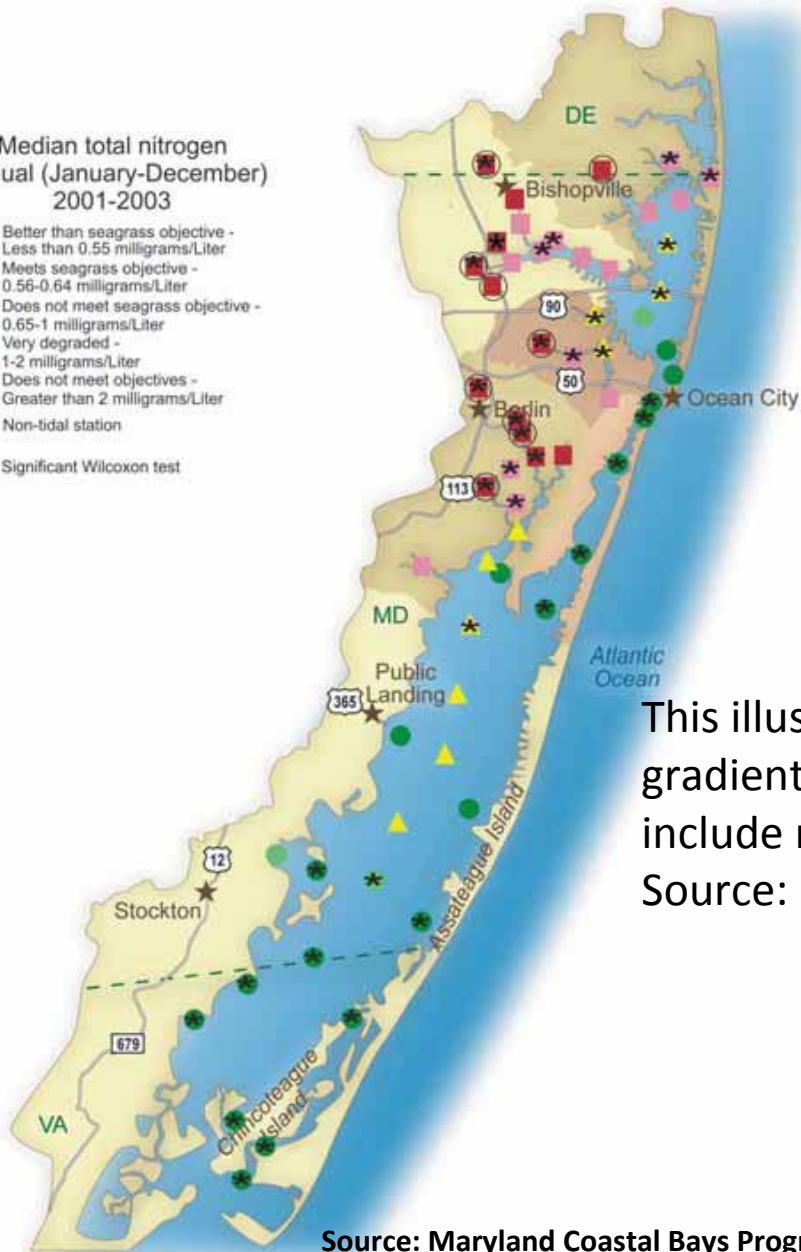 Median total nitrogen
ual (January-December)
2001-2003
Better than seagrass objective -
Less than 0.55 milligrams/Liter
Meets seagrass objective -
0.56-0.64 milligrams/Liter
Does not meet seagrass objective -
0.65-1 milligrams/Liter
Very degraded -
1-2 milligrams/Liter
Does not meet objectives -
Greater than 2 milligrams/Liter
Non-tidal station
Significant Wilcoxon test
DE
Bishopville
90
50
Ocean City
Berlin
113
MD
Public
Landing
365
Atlantic
Ocean
This illus
gradient
include r
Source:
Assateague Island
12
Stockton
679
Chincoteague
Island
VA
Source: Maryland Coastal Bays Progr